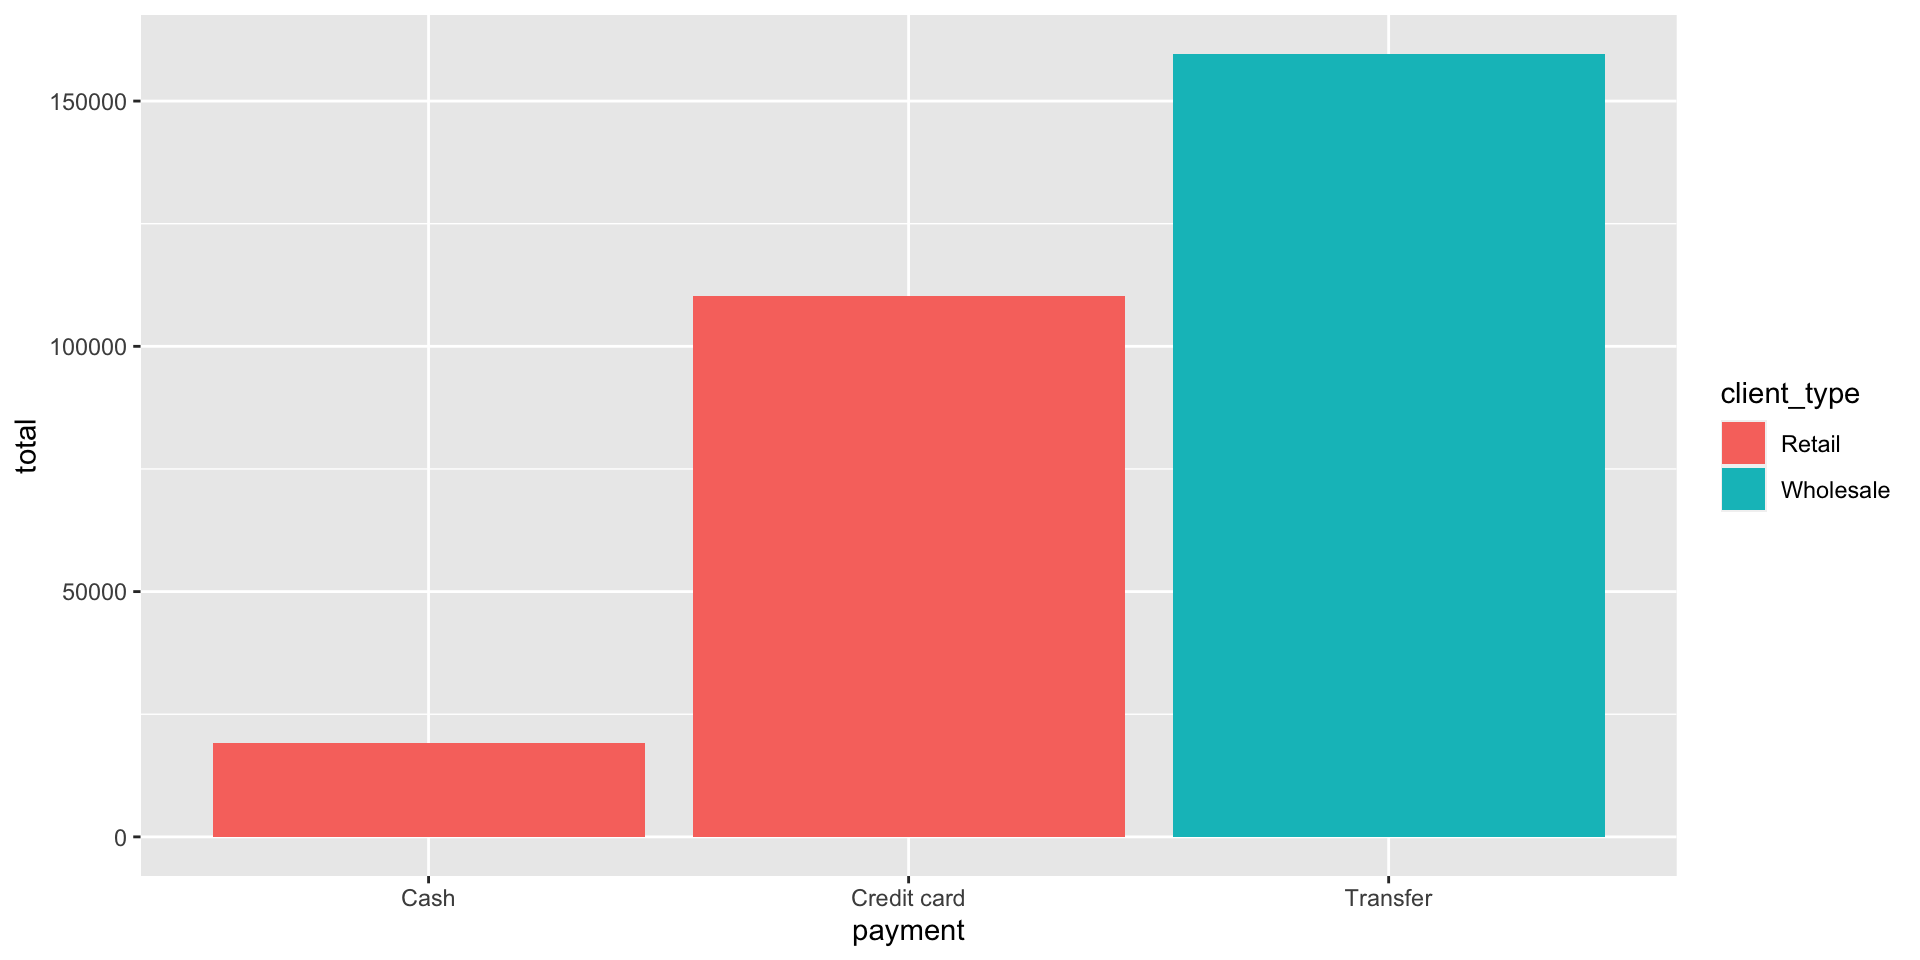 150000
100000
50000
0
total
Cash
Credit card
Transfer
payment
client_type
Retail
Wholesale